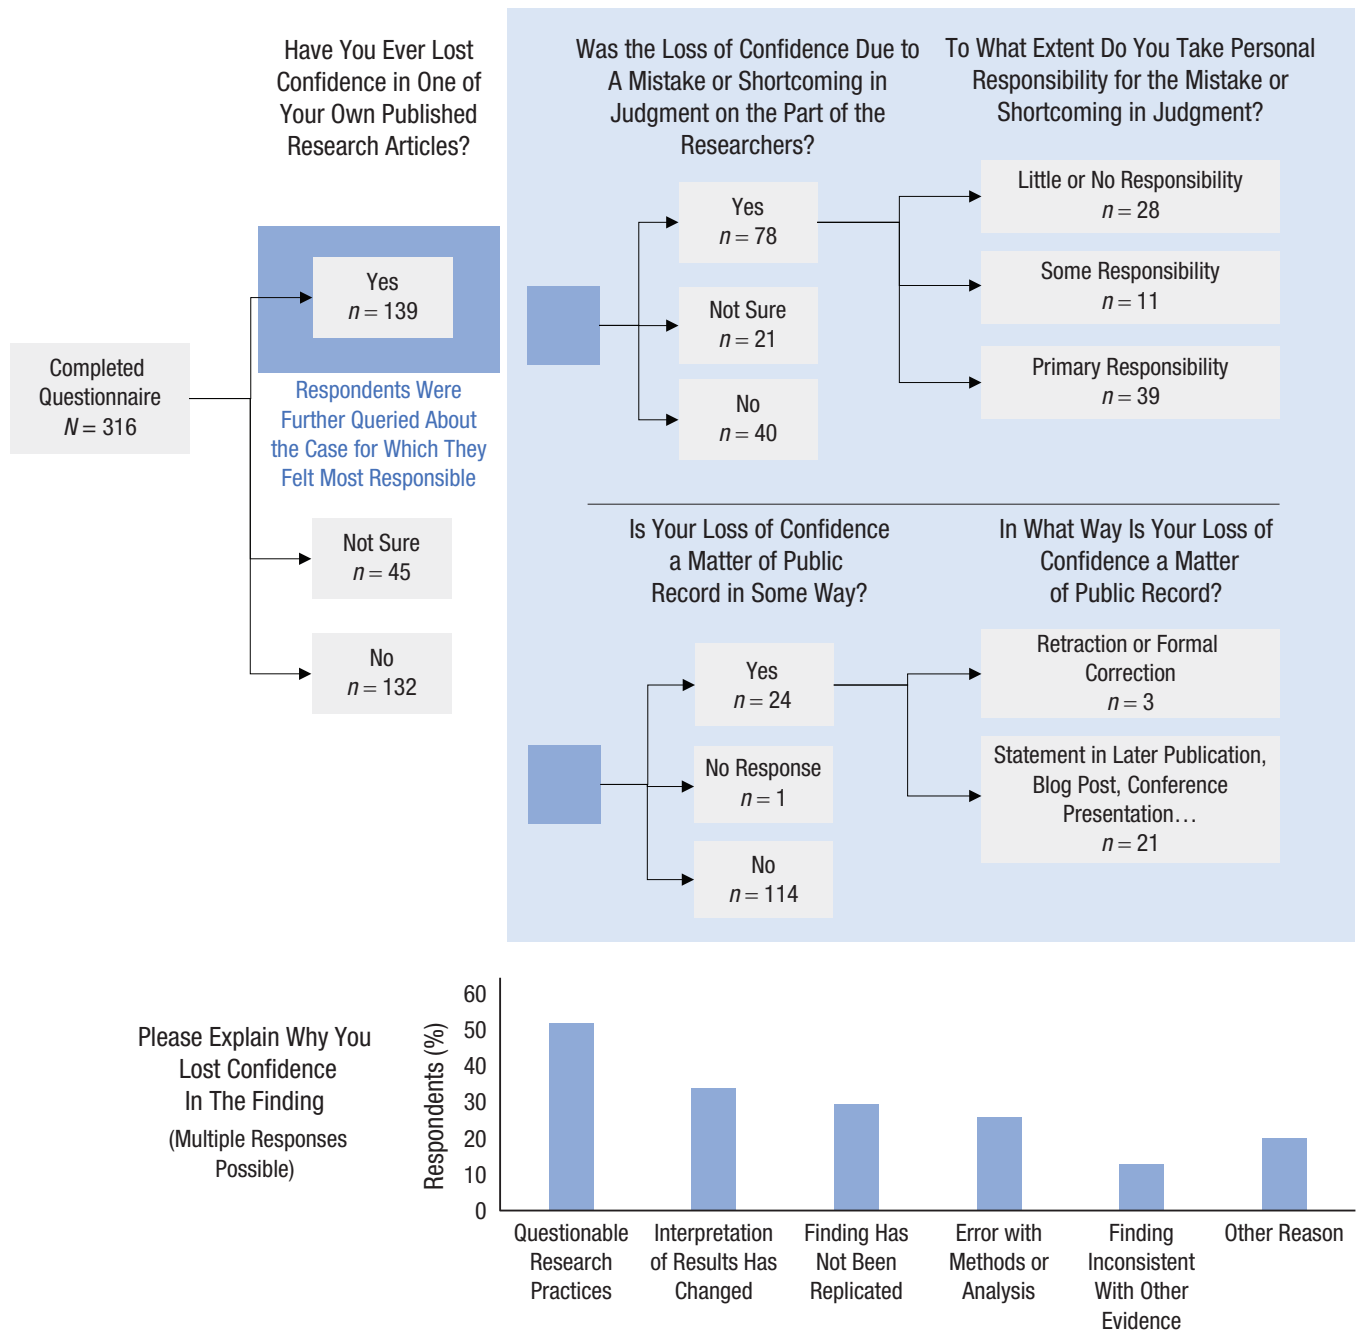 Have You Ever Lost
Confidence in One of
Your Own Published
Research Articles?
Was the Loss of Confidence Due to
A Mistake or Shortcoming in
Judgment on the Part of the
Researchers?
To What Extent Do You Take Personal
Responsibility for the Mistake or
Shortcoming in Judgment?
Completed
Questionnaire
N = 316
Yes
n = 139
Respondents Were
Further Queried About
the Case for Which They
Felt Most Responsible
Not Sure
n = 45
No
n = 132
Yes
n = 78
Not Sure
n = 21
No
n = 40
Little or No Responsibility
n = 28
Some Responsibility
n = 11
Primary Responsibility
n = 39
Is Your Loss of Confidence
a Matter of Public
Record in Some Way?
In What Way Is Your Loss of
Confidence a Matter
of Public Record?
Yes
n = 24
No Response
n = 1
No
n = 114
Retraction or Formal
Correction
n = 3
Statement in Later Publication,
Blog Post, Conference
Presentation…
n = 21
Please Explain Why You
Lost Confidence
In The Finding
(Multiple Responses
Possible)
Respondents (%)
60
50
40
30
20
10
0
Questionable
Research
Practices
Interpretation
of Results Has
Changed
Finding Has
Not Been
Replicated
Error with
Methods or
Analysis
Finding
Inconsistent
With Other
Evidence
Other Reason